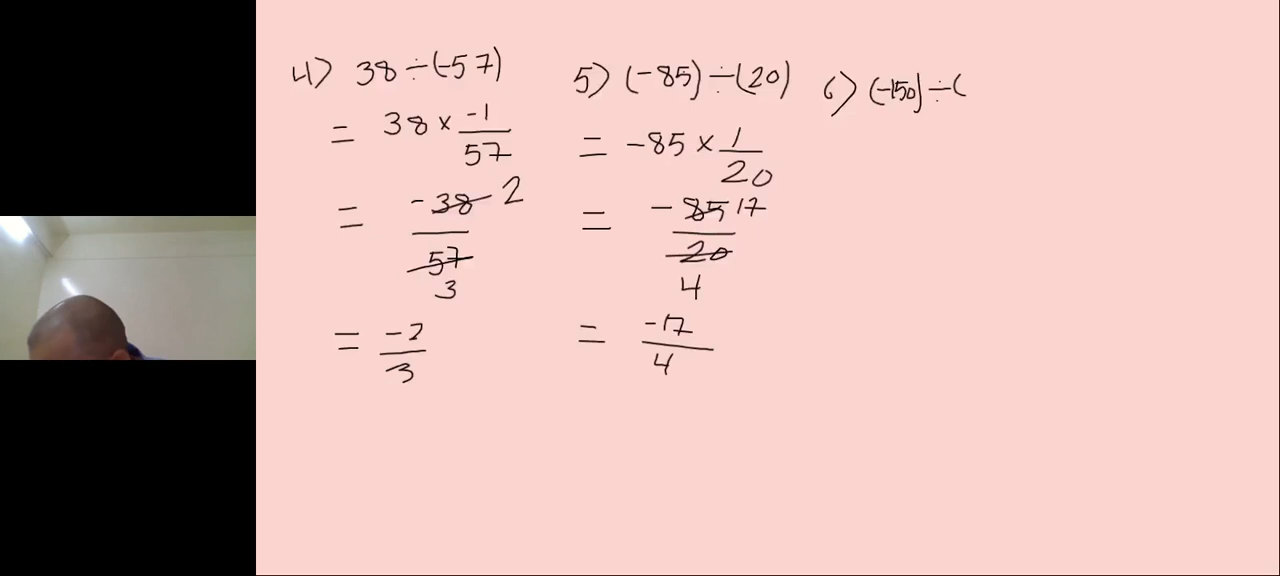 4) 38 ÷ (-57)
= 38 × -1/57
= -38 2 / 57 3
= -2/3
5) (-85) ÷ (20)
= -85 × 1/20
= -85 17 / 20 4
= -17/4
6) (-150) ÷ (